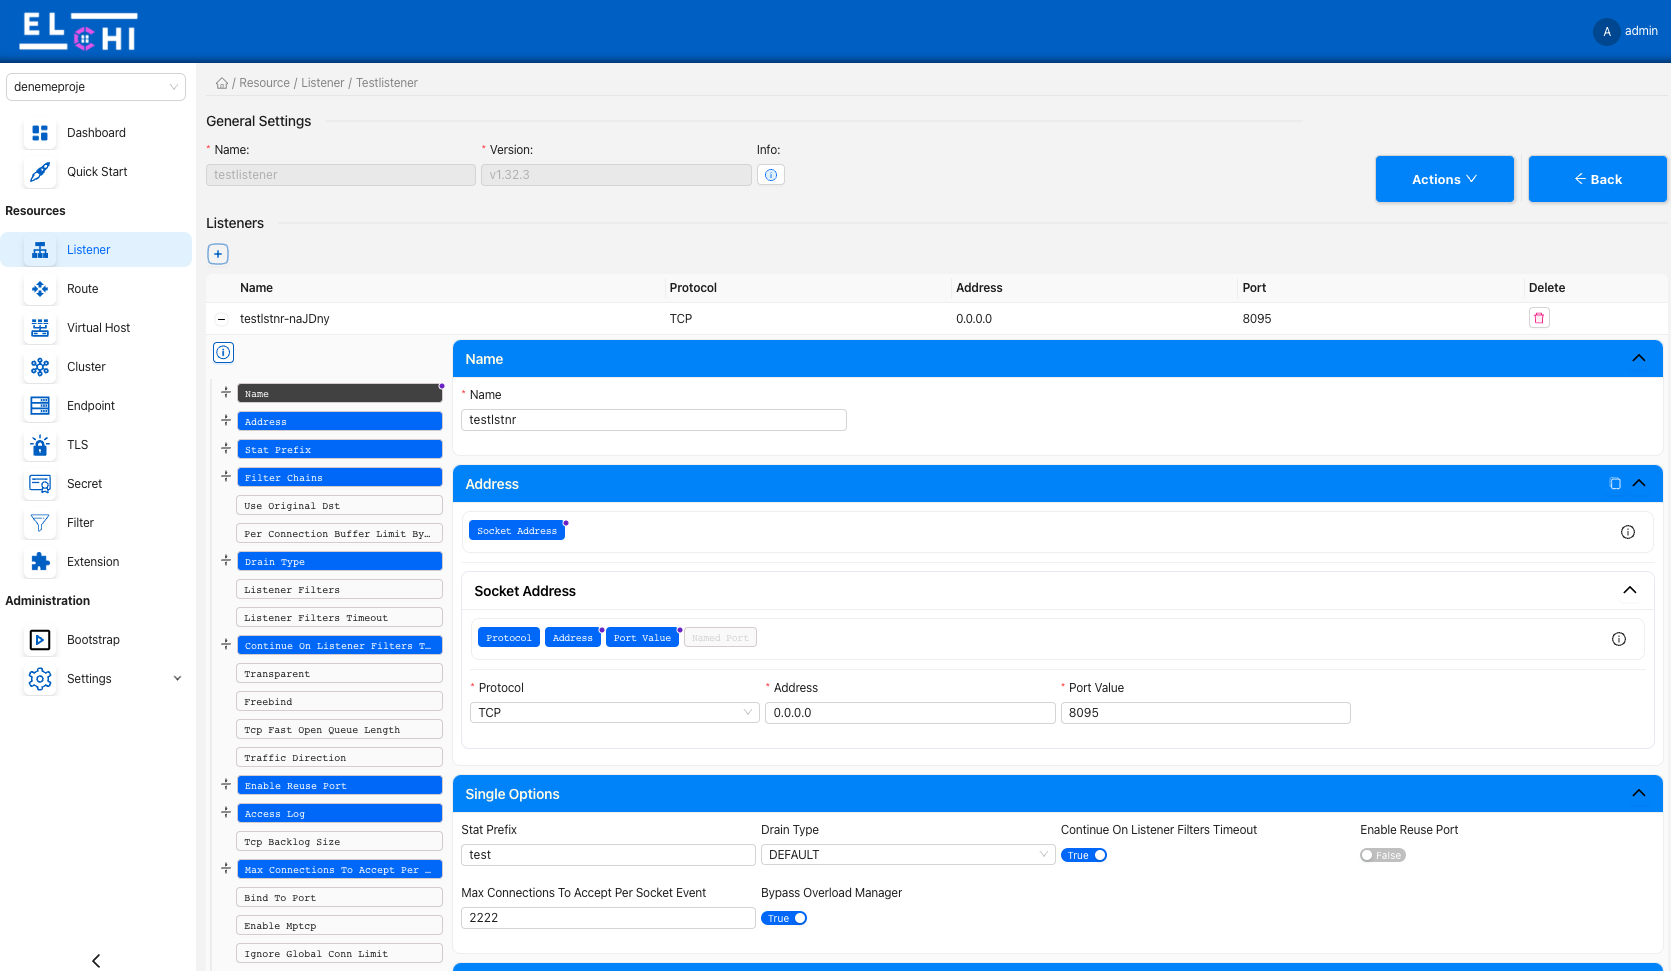 ELCHI
A admin
denemeproje
/ Resource / Listener / Testlistener
Dashboard
Quick Start
Resources
Listener
Route
Virtual Host
Cluster
Endpoint
TLS
Secret
Filter
Extension
Administration
Bootstrap
Settings
General Settings
* Name:
* Version:
Info:
testlistener
v1.32.3
Actions
Back
Listeners
+
Name
Protocol
Address
Port
Delete
testlstnr-naJDny
TCP
0.0.0.0
8095
Name
Address
Stat Prefix
Filter Chains
Use Original Dst
Per Connection Buffer Limit By…
Drain Type
Listener Filters
Listener Filters Timeout
Continue On Listener Filters T…
Transparent
Freebind
Tcp Fast Open Queue Length
Traffic Direction
Enable Reuse Port
Access Log
Tcp Backlog Size
Max Connections To Accept Per …
Bind To Port
Enable Mptcp
Ignore Global Conn Limit
Name
* Name
testlstnr
Address
Socket Address
Socket Address
Protocol
Address
Port Value
Named Port
* Protocol
* Address
* Port Value
TCP
0.0.0.0
8095
Single Options
Stat Prefix
Drain Type
Continue On Listener Filters Timeout
Enable Reuse Port
test
DEFAULT
True
False
Max Connections To Accept Per Socket Event
Bypass Overload Manager
2222
True